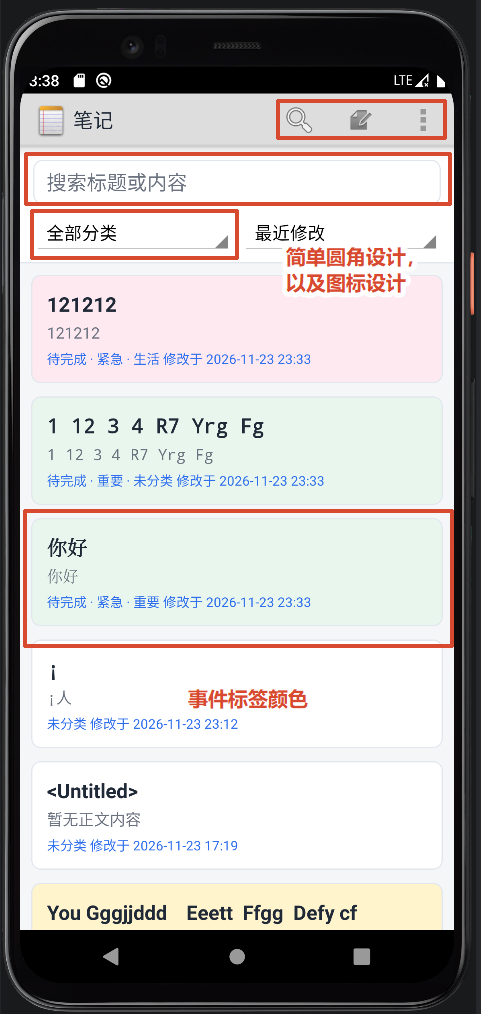 3:38
LTE
笔记
搜索标题或内容
全部分类
最近修改
简单圆角设计，
以及图标设计
121212
121212
待完成 · 紧急 · 生活 修改于 2026-11-23 23:33
1 12 3 4 R7 Yrg Fg
1 12 3 4 R7 Yrg Fg
待完成 · 重要 · 未分类 修改于 2026-11-23 23:33
你好
你好
待完成 · 紧急 · 重要 修改于 2026-11-23 23:33
¡
¡人
事件标签颜色
未分类 修改于 2026-11-23 23:12
<Untitled>
暂无正文内容
未分类 修改于 2026-11-23 17:19
You Gggjjddd Eeett Ffgg Defy cf